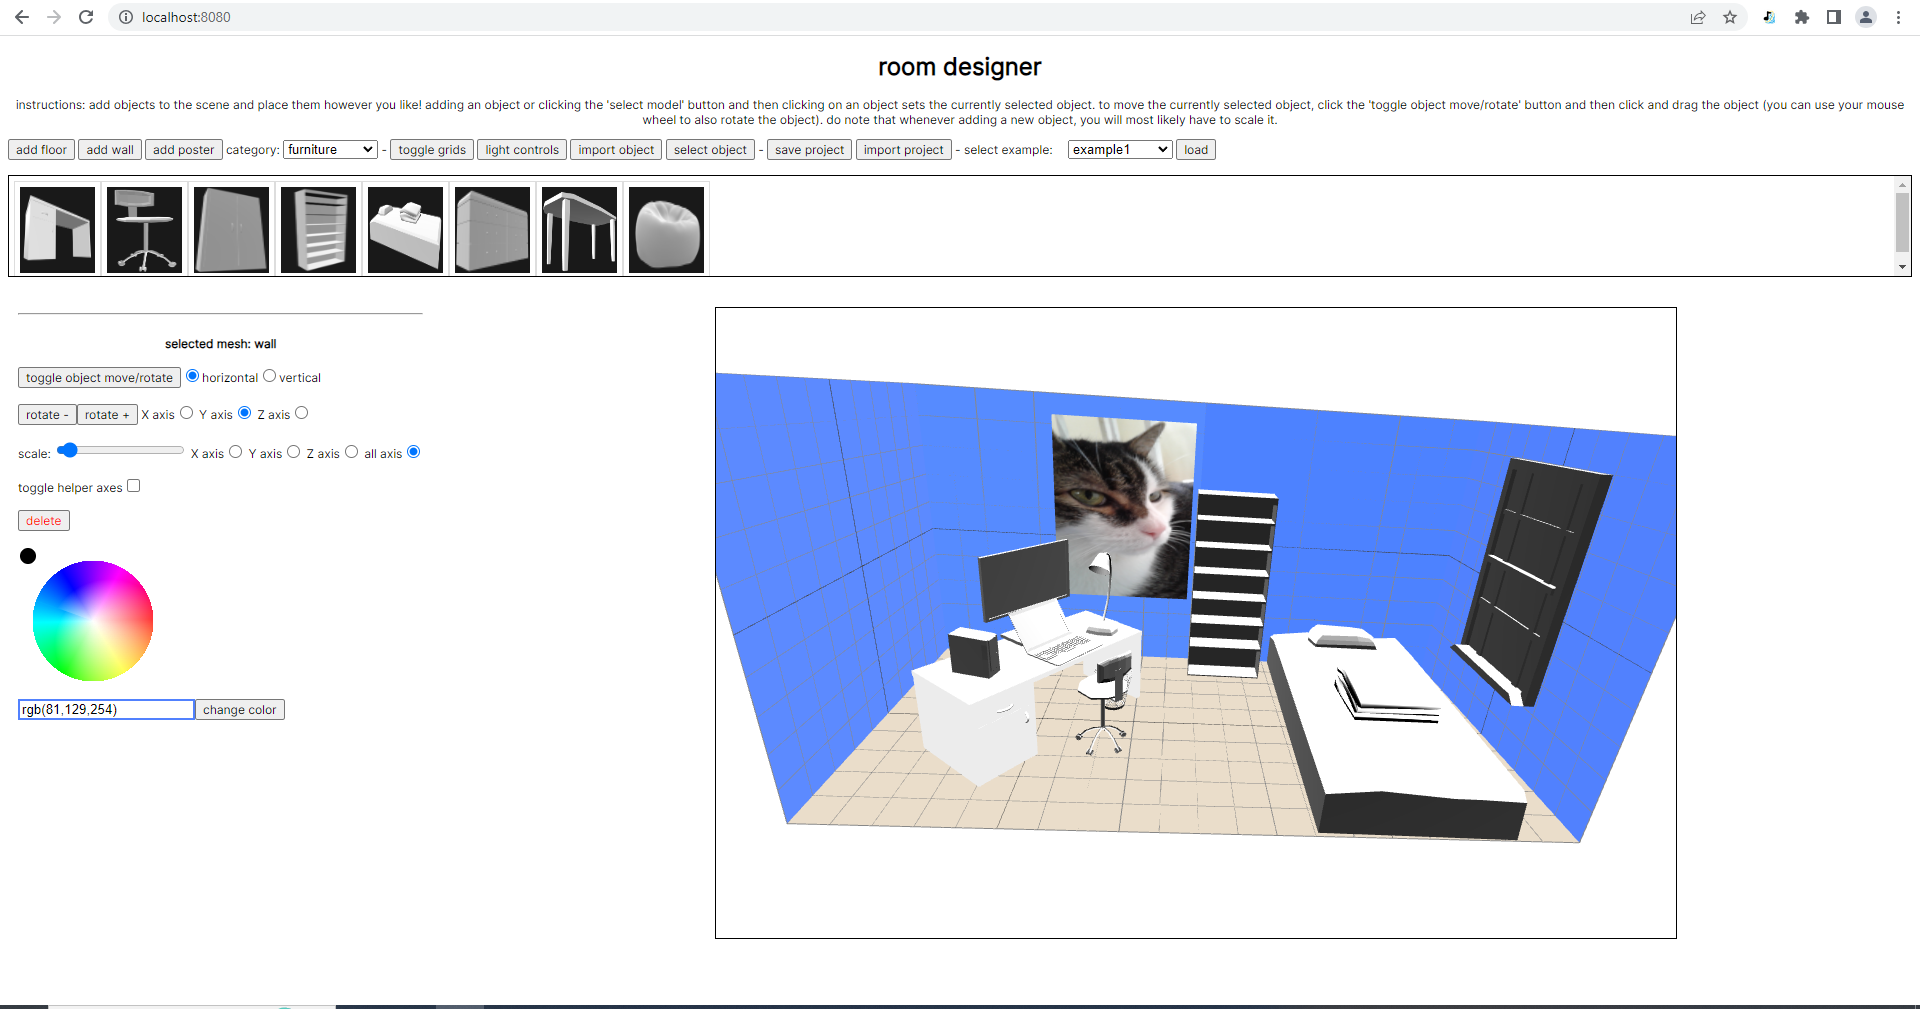 localhost:8080
room designer
instructions: add objects to the scene and place them however you like! adding an object or clicking the 'select model' button and then clicking on an object sets the currently selected object. to move the currently selected object, click the 'toggle object move/rotate' button and then click and drag the object (you can use your mouse
wheel to also rotate the object). do note that whenever adding a new object, you will most likely have to scale it.
add floor add wall add poster category: furniture - toggle grids light controls import object select object - save project import project - select example: example1 load
selected mesh: wall
toggle object move/rotate horizontal vertical
rotate - rotate + X axis Y axis Z axis
scale: X axis Y axis Z axis all axis
toggle helper axes
delete
rgb(81,129,254) change color